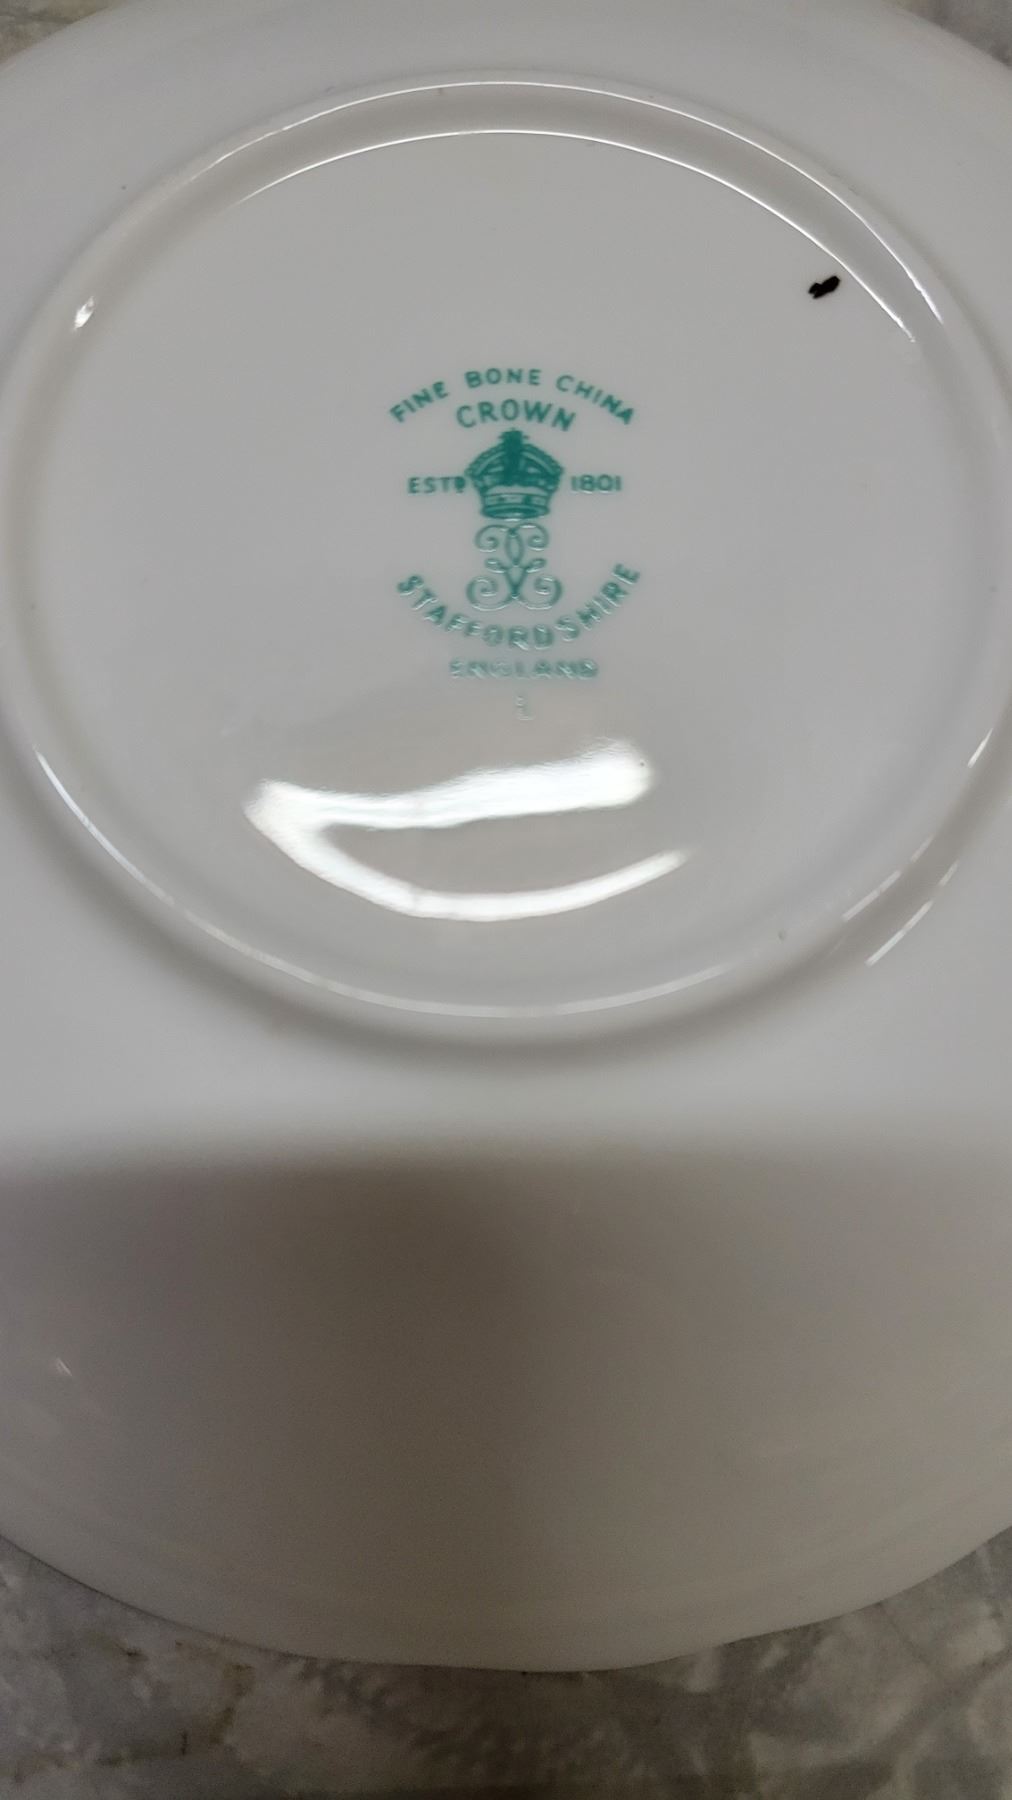 FINE BONE CHINA
CROWN
ESTD 1801
STAFFORDSHIRE
ENGLAND